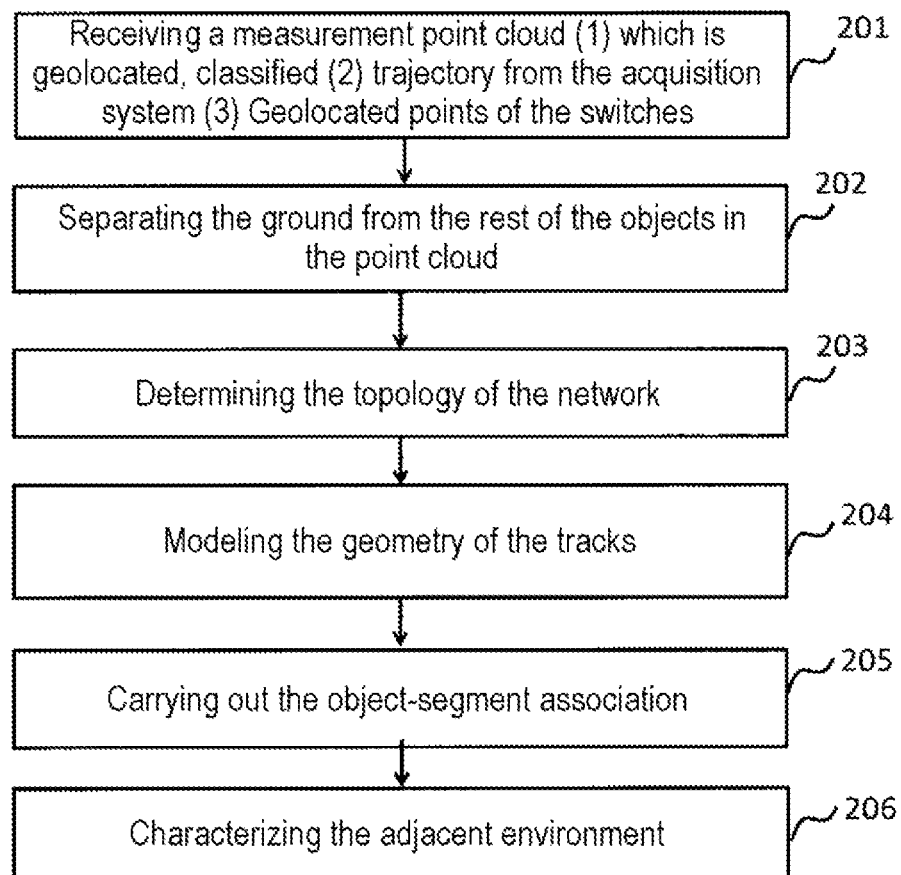 Receiving a measurement point cloud (1) which is
geolocated, classified (2) trajectory from the acquisition
system (3) Geolocated points of the switches
201
Separating the ground from the rest of the objects in
the point cloud
202
Determining the topology of the network
203
Modeling the geometry of the tracks
204
Carrying out the object-segment association
205
Characterizing the adjacent environment
206